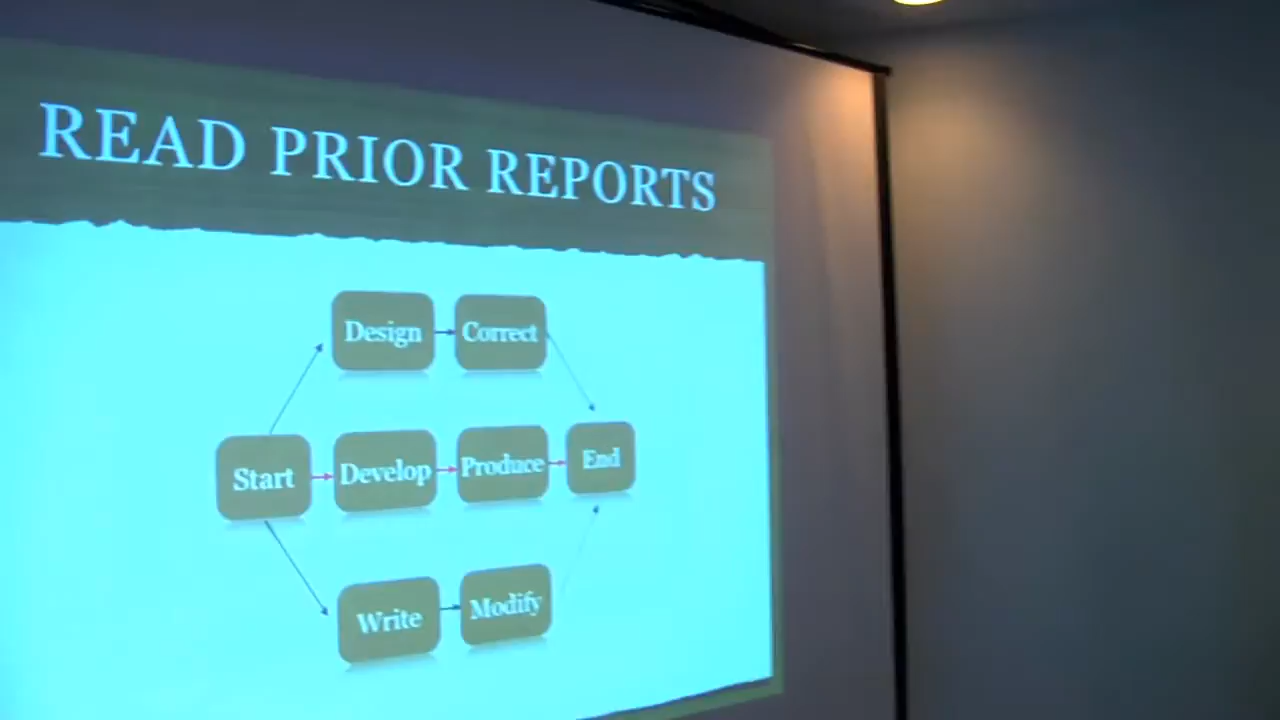 READ PRIOR REPORTS
Design
Correct
Start
Develop
Produce
End
Write
Modify